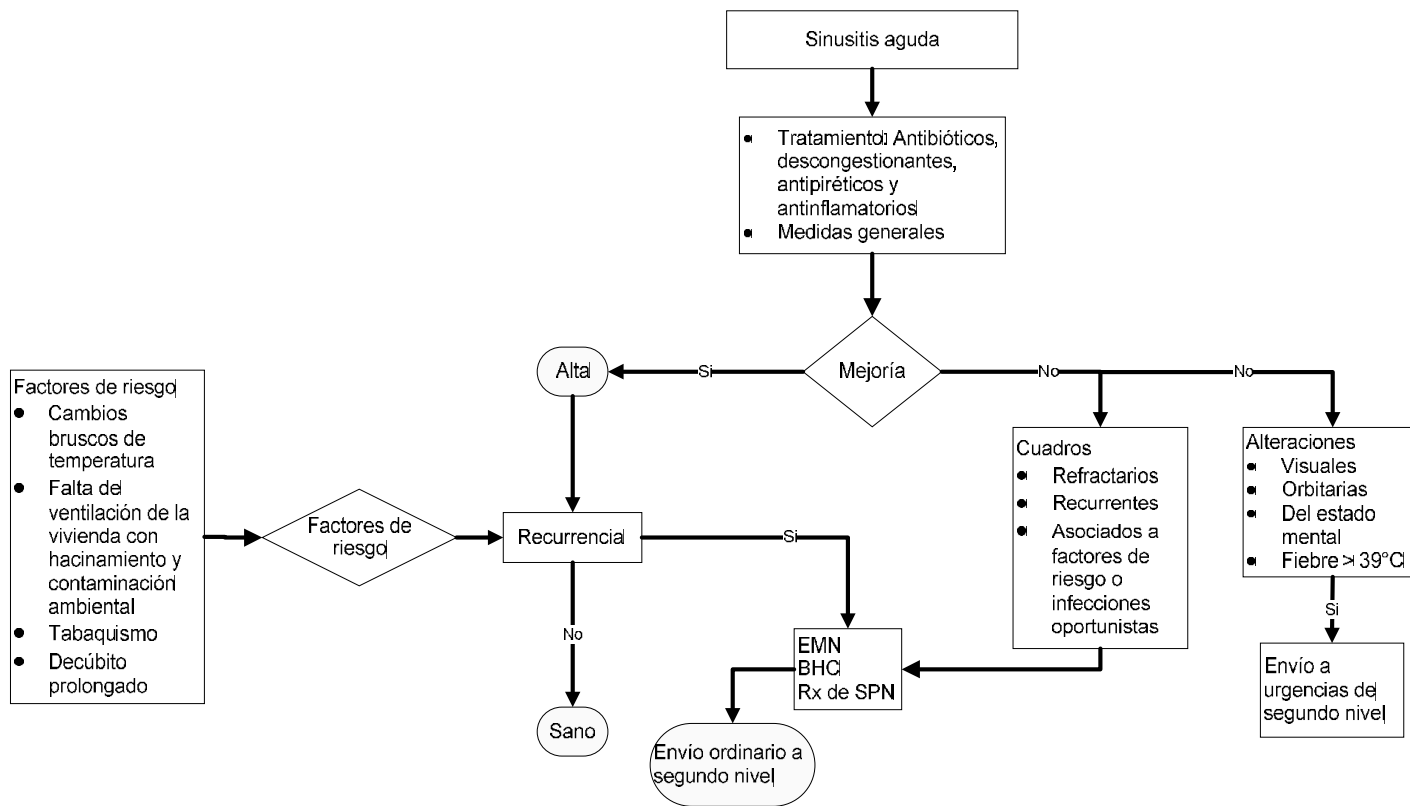 Sinusitis aguda
• Tratamiento: Antibióticos,
descongestionantes,
antipiréticos y
antinflamatorios
• Medidas generales
Mejoría
Si
No
No
Alta
Factores de riesgo
• Cambios
bruscos de
temperatura
• Falta de
ventilación de la
vivienda con
hacinamiento y
contaminación
ambiental
• Tabaquismo
• Decúbito
prolongado
Factores de
riesgo
Recurrencia
Si
No
Sano
EMN
BHC
Rx de SPN
Envío ordinario a
segundo nivel
Cuadros
• Refractarios
• Recurrentes
• Asociados a
factores de
riesgo o
infecciones
oportunistas
Alteraciones
• Visuales
• Orbitarias
• Del estado
mental
• Fiebre > 39°C
Si
Envío a
urgencias de
segundo nivel